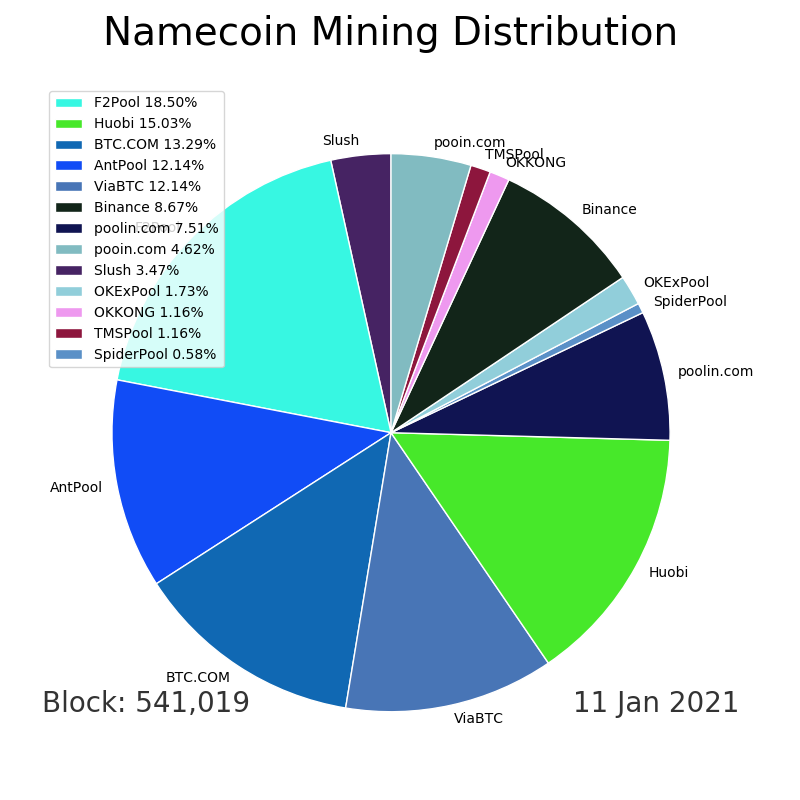 Namecoin Mining Distribution
F2Pool 18.50%
Huobi 15.03%
BTC.COM 13.29%
AntPool 12.14%
ViaBTC 12.14%
Binance 8.67%
poolin.com 7.51%
pooin.com 4.62%
Slush 3.47%
OKExPool 1.73%
OKKONG 1.16%
TMSPool 1.16%
SpiderPool 0.58%
Slush
pooin.com
TMSPool
OKKONG
Binance
F2Pool
OKExPool
SpiderPool
poolin.com
AntPool
Huobi
BTC.COM
ViaBTC
Block: 541,019
11 Jan 2021